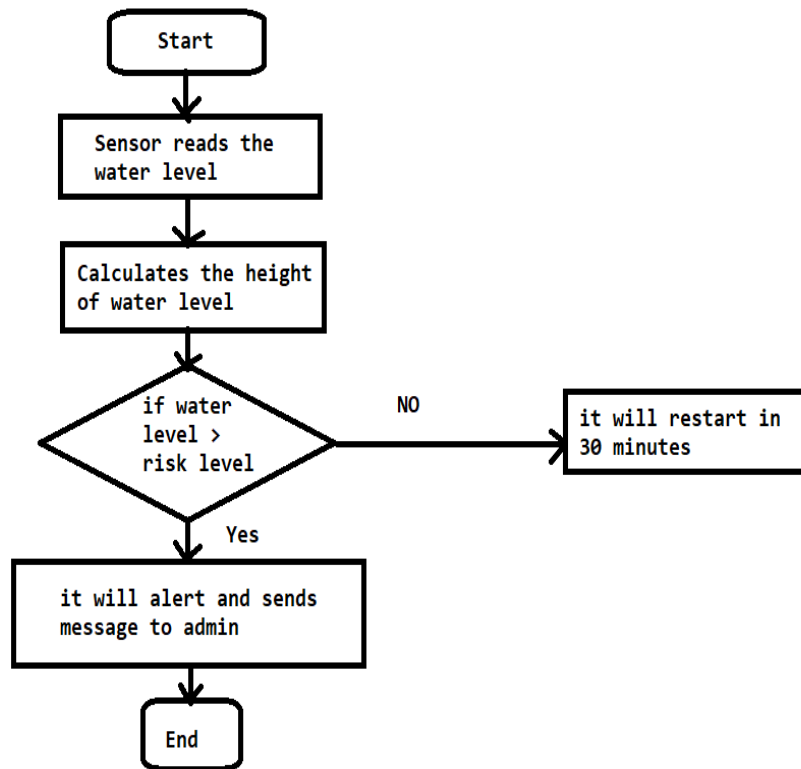 Start
Sensor reads the
water level
Calculates the height
of water level
if water
level >
risk level
NO
it will restart in
30 minutes
Yes
it will alert and sends
message to admin
End